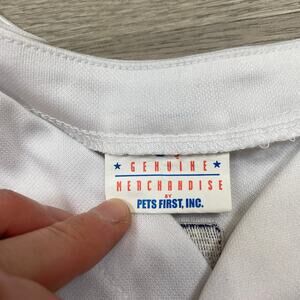 ★ GENUINE ★
MERCHANDISE
BY
PETS FIRST, INC.